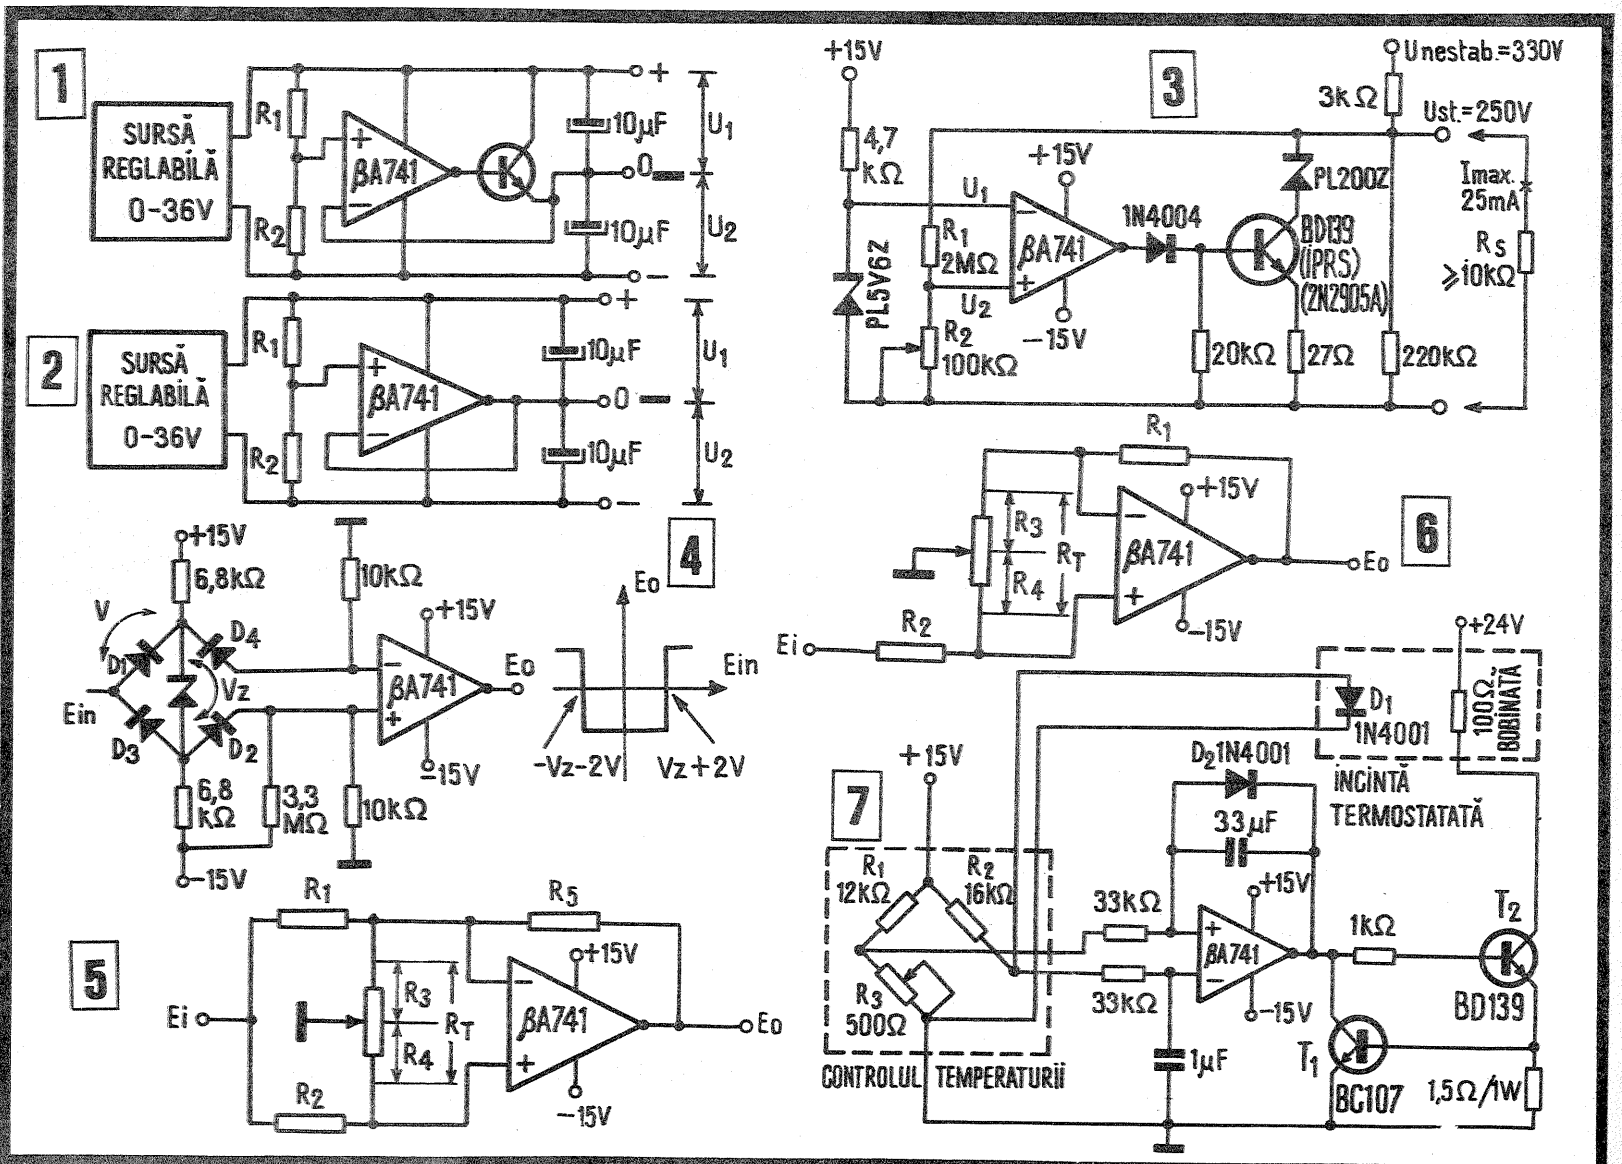 1
SURSĂ
REGLABILĂ
0-36V
R1
R2
+
−
βA741
10µF
10µF
+
0
−
U1
U2
2
SURSĂ
REGLABILĂ
0-36V
R1
R2
+
−
βA741
10µF
10µF
+
0
−
U1
U2
3
+15V
4,7
kΩ
PL5V6Z
U1
U2
R1
2MΩ
R2
100kΩ
+15V
−
βA741
+
−15V
1N4004
20kΩ
BD139
(IPRS)
(2N2905A)
27Ω
PL200Z
220kΩ
3kΩ
Unestab.=330V
Ust.=250V
Imax.
25mA
Rs
⩾10kΩ
4
+15V
6,8kΩ
V
D1
D4
Vz
Ein
D3
D2
6,8
kΩ
3,3
MΩ
−15V
10kΩ
10kΩ
+15V
−
βA741
+
−15V
Eo
Eo
Ein
-Vz-2V
Vz+2V
5
Ei
R1
R2
R3
RT
R4
R5
+15V
−
βA741
+
−15V
Eo
6
R1
R3
RT
R4
Ei
R2
+15V
−
βA741
+
−15V
Eo
7
+15V
R1
12kΩ
R2
16kΩ
R3
500Ω
CONTROLUL TEMPERATURII
33kΩ
33kΩ
1µF
D2 1N4001
33µF
+15V
+
βA741
−
−15V
1kΩ
T2
BD139
T1
BC107
1,5Ω/1W
+24V
D1
1N4001
100Ω
BOBINATĂ
INCINTĂ
TERMOSTATATĂ